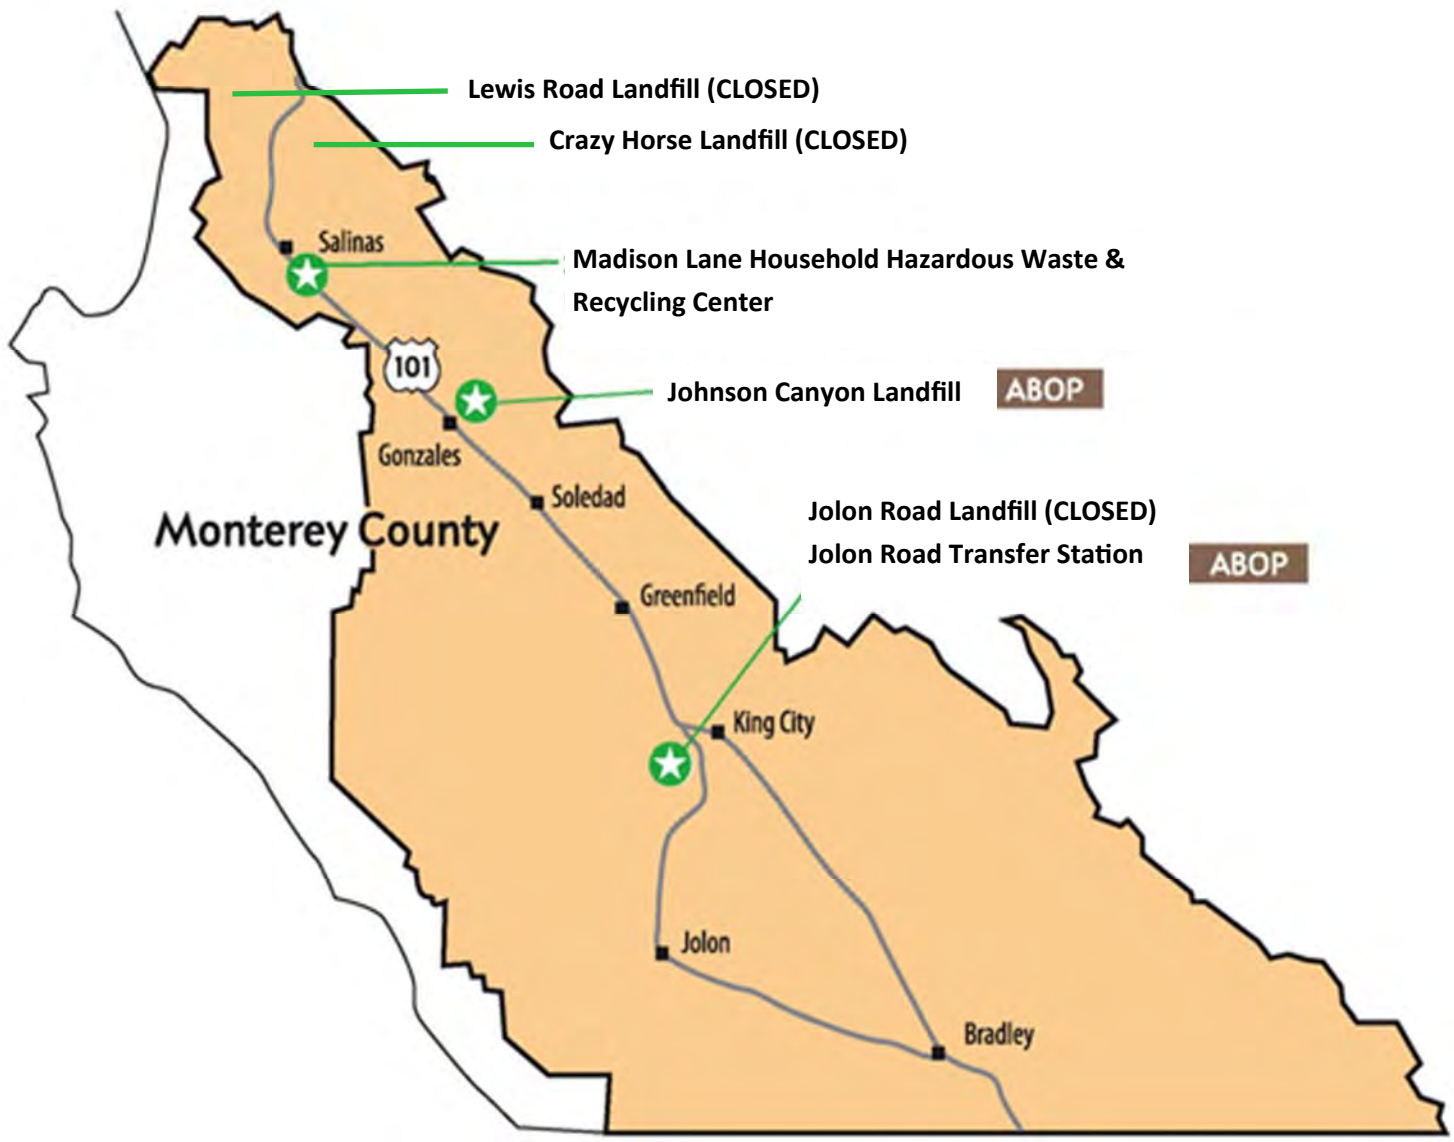 Lewis Road Landfill (CLOSED)
Crazy Horse Landfill (CLOSED)
Salinas
Madison Lane Household Hazardous Waste &
Recycling Center
101
Johnson Canyon Landfill
ABOP
Gonzales
Soledad
Monterey County
Jolon Road Landfill (CLOSED)
Jolon Road Transfer Station
ABOP
Greenfield
King City
Jolon
Bradley